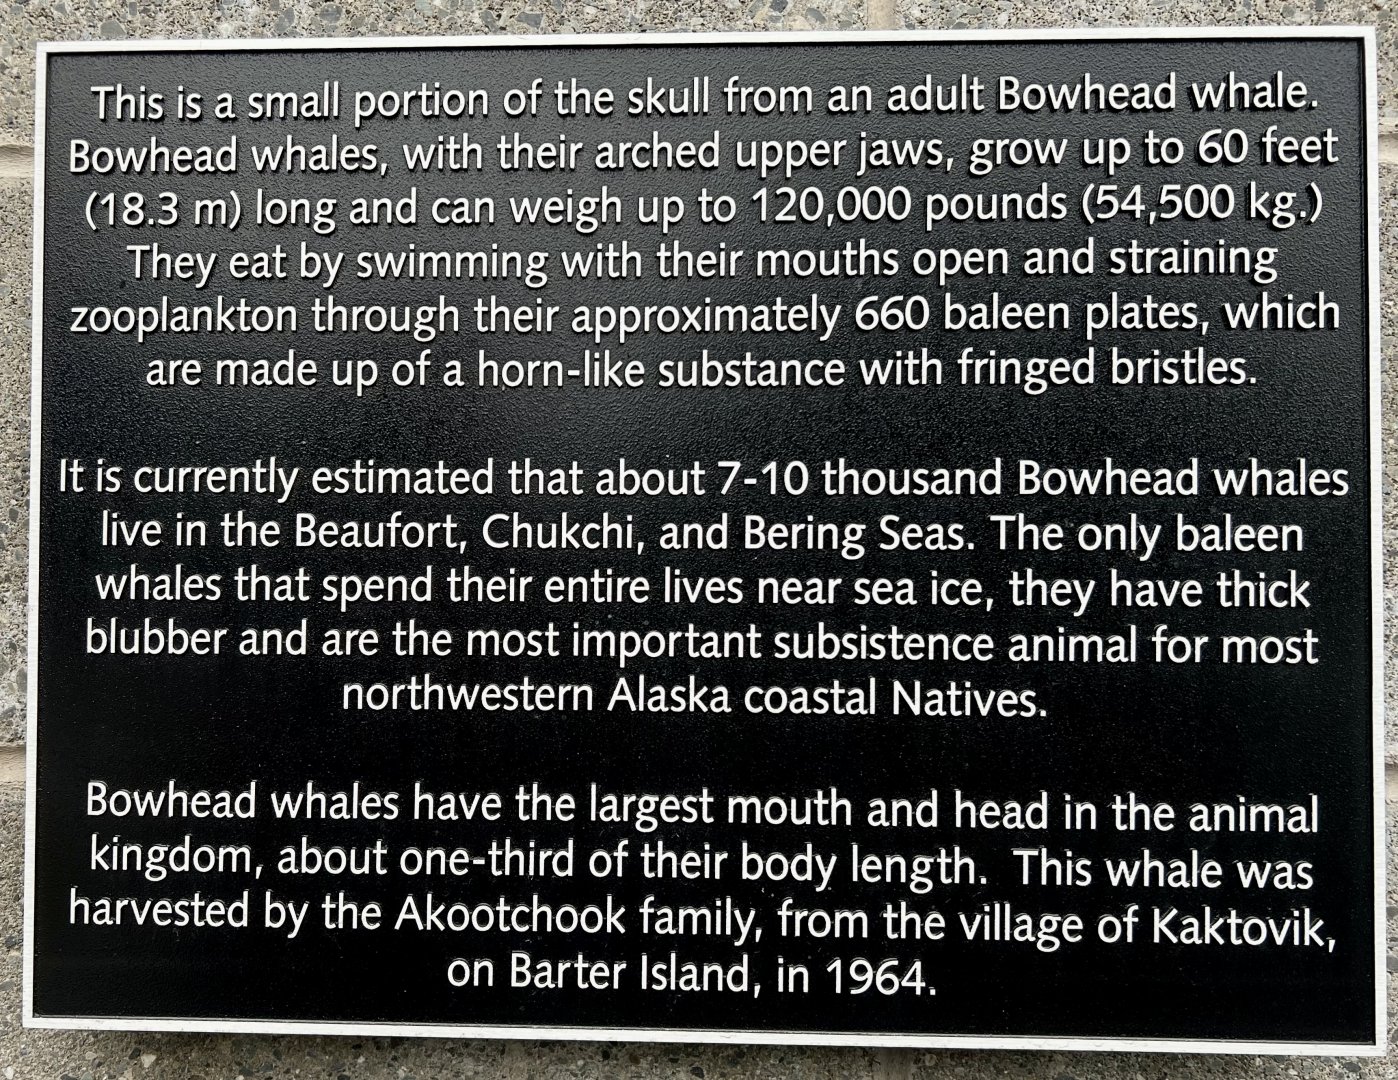 This is a small portion of the skull from an adult Bowhead whale.
Bowhead whales, with their arched upper jaws, grow up to 60 feet
(18.3 m) long and can weigh up to 120,000 pounds (54,500 kg.)
They eat by swimming with their mouths open and straining
zooplankton through their approximately 660 baleen plates, which
are made up of a horn-like substance with fringed bristles.
It is currently estimated that about 7-10 thousand Bowhead whales
live in the Beaufort, Chukchi, and Bering Seas. The only baleen
whales that spend their entire lives near sea ice, they have thick
blubber and are the most important subsistence animal for most
northwestern Alaska coastal Natives.
Bowhead whales have the largest mouth and head in the animal
kingdom, about one-third of their body length. This whale was
harvested by the Akootchook family, from the village of Kaktovik,
on Barter Island, in 1964.